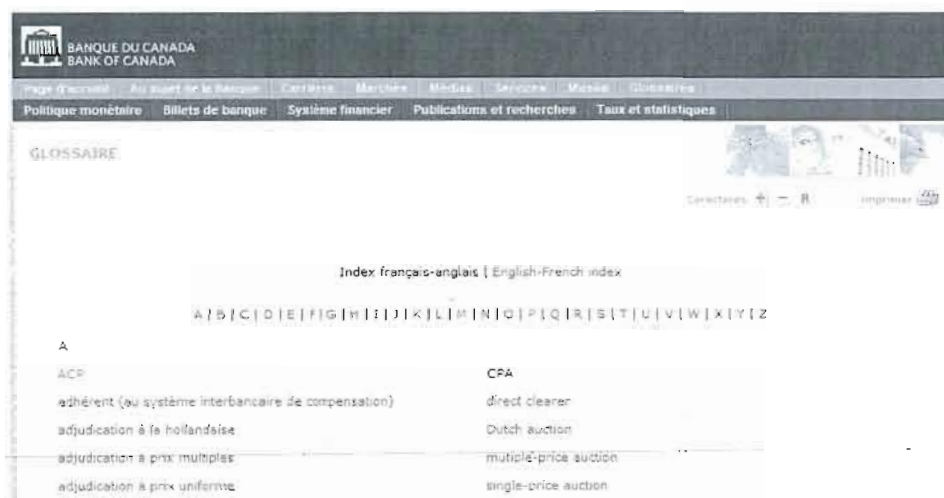 BANQUE DU CANADA
BANK OF CANADA
Page d'accueil Au sujet de la Banque Carrière Marchés Médias Services Musée Glossaires
Politique monétaire Billets de banque Système financier Publications et recherches Taux et statistiques
GLOSSAIRE
Caractères + - R Imprimer
Index français-anglais | English-French index
A | B | C | D | E | F | G | H | I | J | K | L | M | N | O | P | Q | R | S | T | U | V | W | X | Y | Z
A
ACP CPA
adhérent (au système interbancaire de compensation) direct clearer
adjudication à la hollandaise Dutch auction
adjudication à prix multiples mutiple-price auction
adjudication à prix uniforme single-price auction